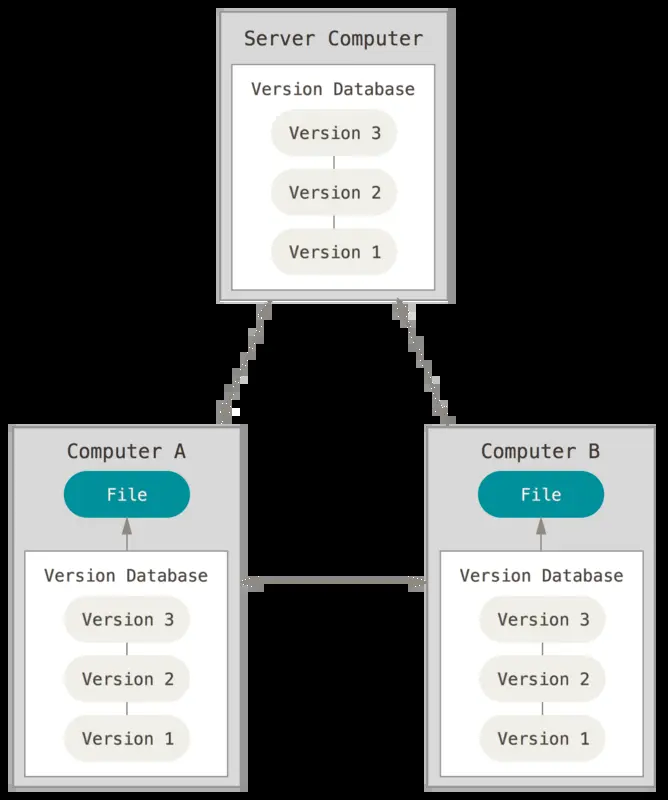 Server Computer
Version Database
Version 3
Version 2
Version 1
Computer A
File
Version Database
Version 3
Version 2
Version 1
Computer B
File
Version Database
Version 3
Version 2
Version 1